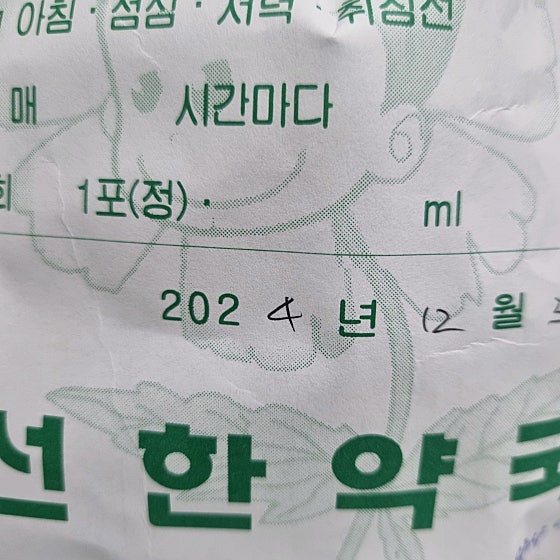 아침 · 점심 · 저녁 · 취침전
매 시간마다
회 1포(정) · ml
2024 년 12 월
선한약국